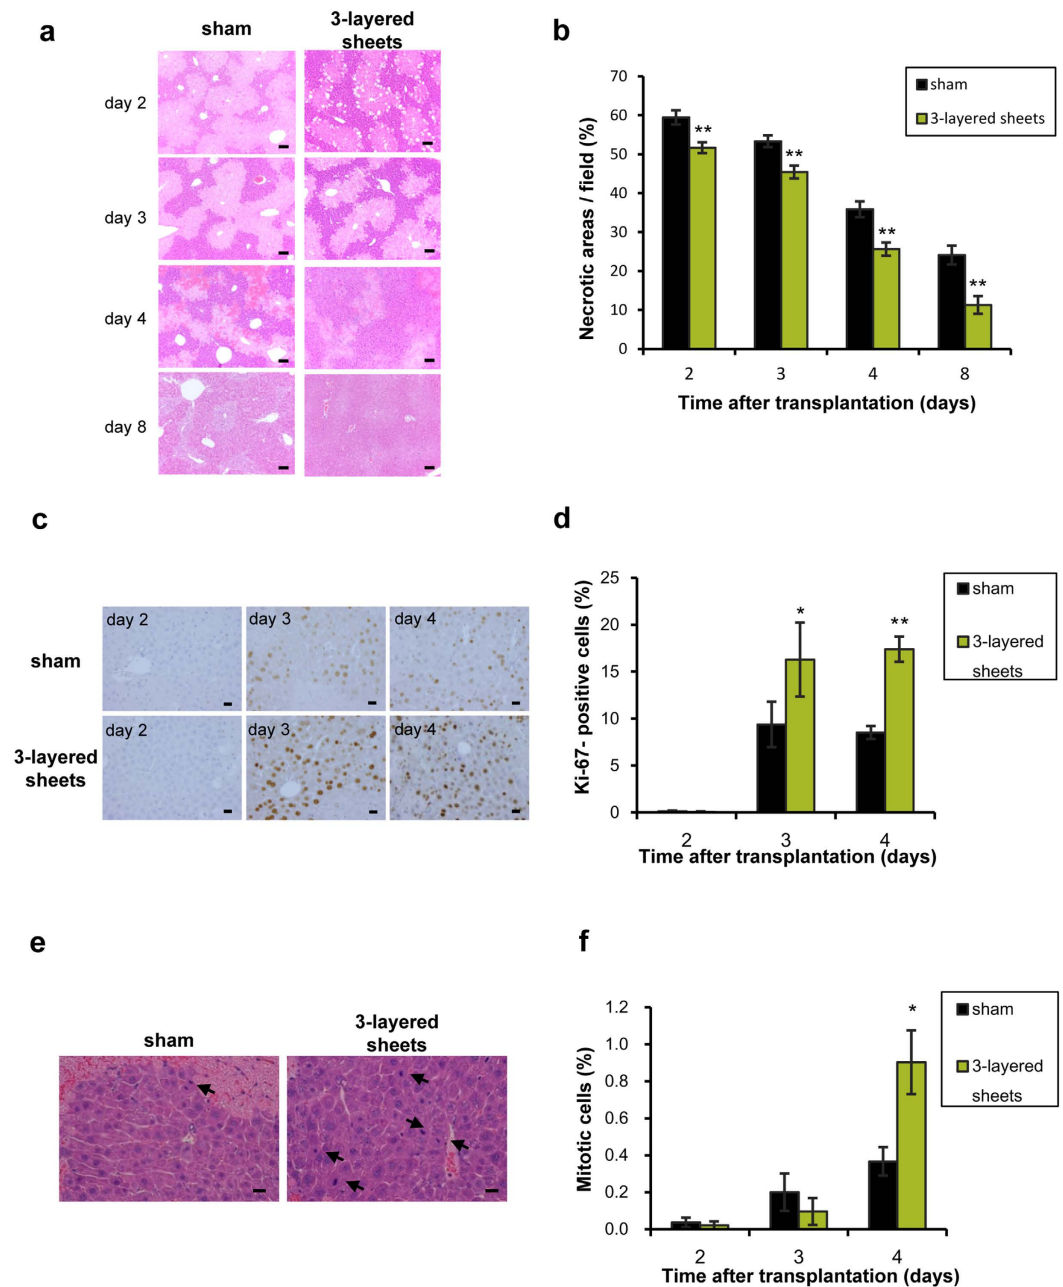 a
sham
3-layered
sheets
day 2
day 3
day 4
day 8
b
Necrotic areas / field (%)
70
60
50
40
30
20
10
0
sham
3-layered sheets
**
**
**
**
2 3 4 8
Time after transplantation (days)
c
sham
day 2 day 3 day 4
3-layered
sheets
day 2 day 3 day 4
d
Ki-67- positive cells (%)
25
20
15
10
5
0
sham
3-layered
sheets
*
**
2 3 4
Time after transplantation (days)
e
sham
3-layered
sheets
f
Mitotic cells (%)
1.2
1.0
0.8
0.6
0.4
0.2
0.0
sham
3-layered
sheets
*
2 3 4
Time after transplantation (days)